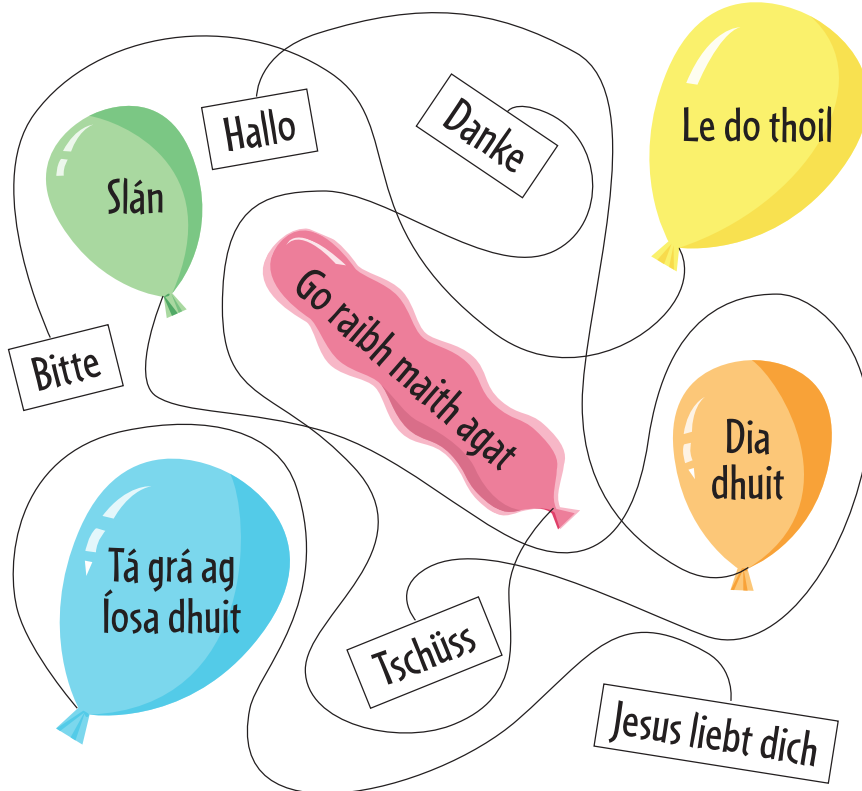 Hallo
Danke
Le do thoil
Slán
Go raibh maith agat
Bitte
Dia
dhuit
Tá grá ag
Íosa dhuit
Tschüss
Jesus liebt dich